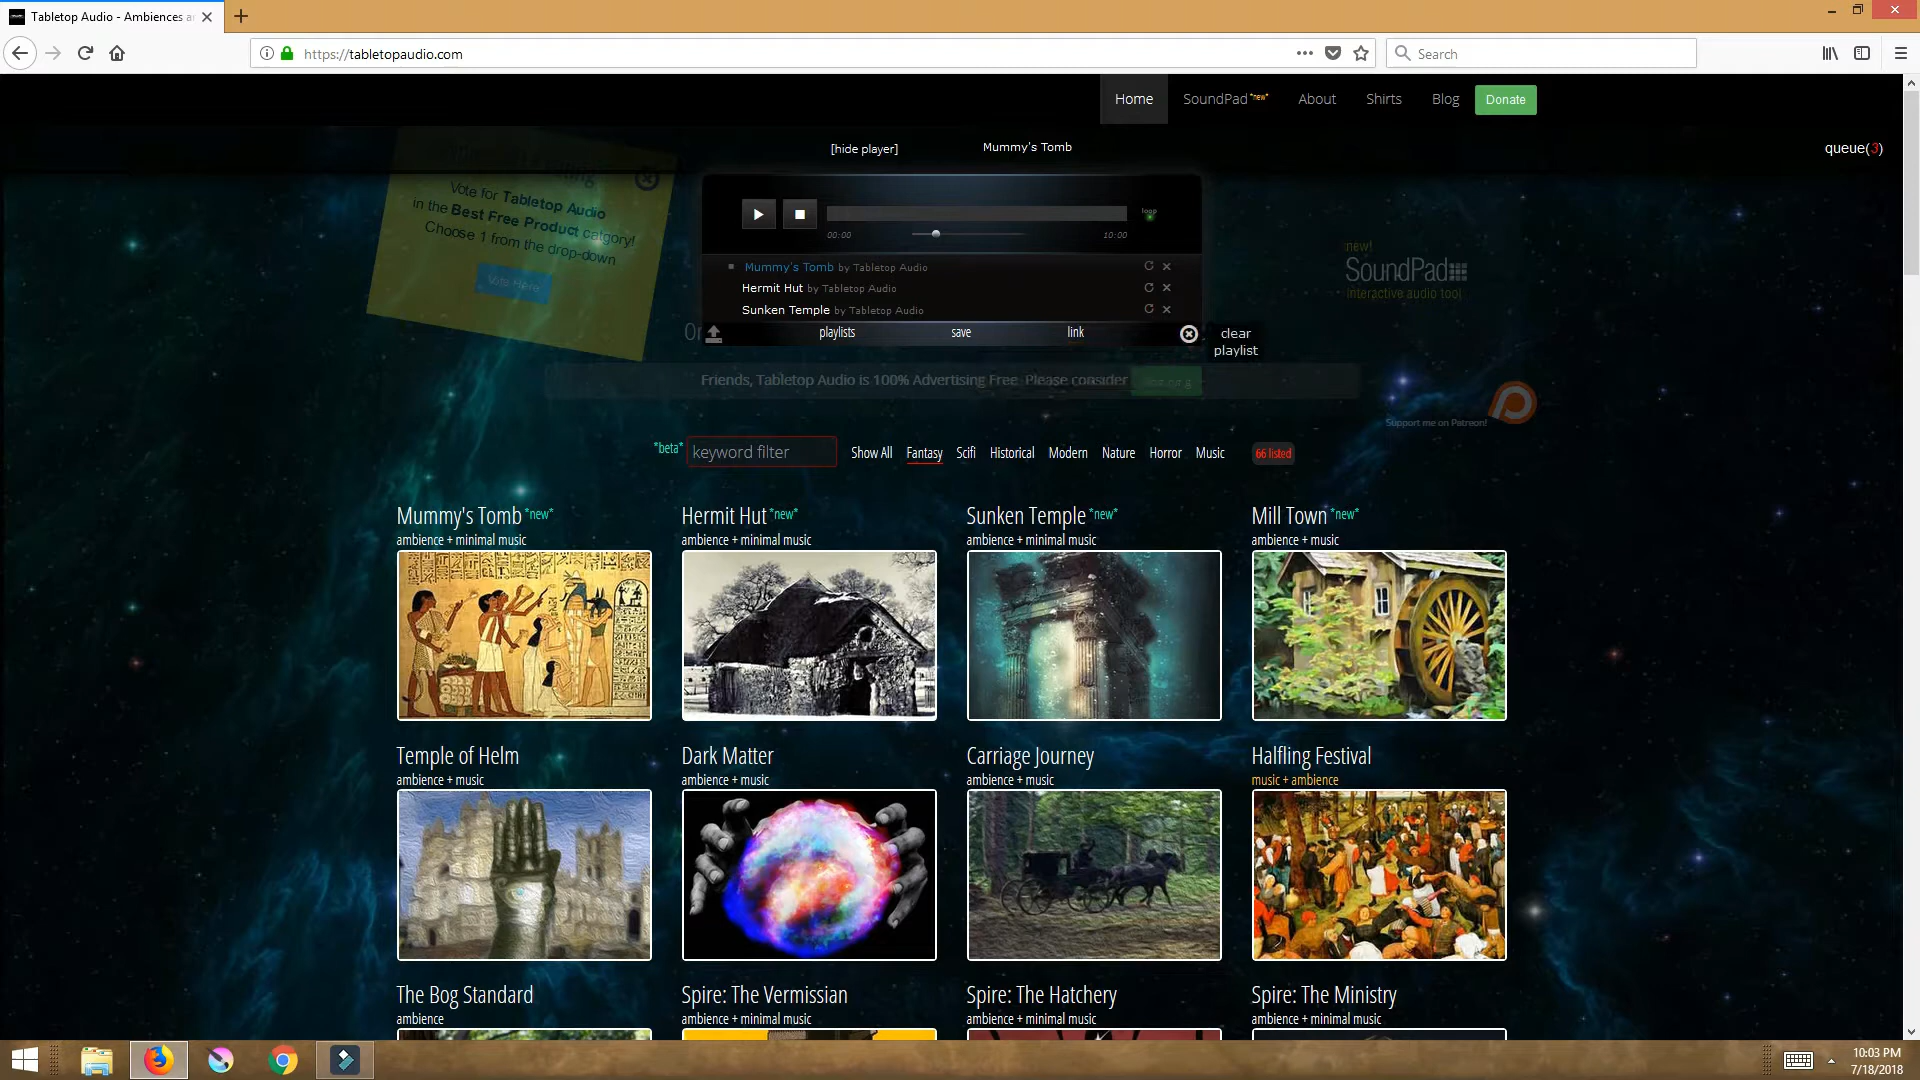 Tabletop Audio - Ambiences a
https://tabletopaudio.com
Search
Home
SoundPad *new*
About
Shirts
Blog
Donate
[hide player]
Mummy's Tomb
queue(3)
Vote for Tabletop Audio
in the Best Free Product catgory!
Choose 1 from the drop-down
Vote Here
loop
00:00
10:00
Mummy's Tomb by Tabletop Audio
Hermit Hut by Tabletop Audio
Sunken Temple by Tabletop Audio
playlists
save
link
clear
playlist
new!
SoundPad
interactive audio tool
Friends, Tabletop Audio is 100% Advertising Free. Please consider
Support me on Patreon!
*beta*
keyword filter
Show All
Fantasy
Scifi
Historical
Modern
Nature
Horror
Music
66 listed
Mummy's Tomb *new*
ambience + minimal music
Hermit Hut *new*
ambience + minimal music
Sunken Temple *new*
ambience + minimal music
Mill Town *new*
ambience + music
Temple of Helm
ambience + music
Dark Matter
ambience + music
Carriage Journey
ambience + music
Halfling Festival
music + ambience
The Bog Standard
ambience
Spire: The Vermissian
ambience + minimal music
Spire: The Hatchery
ambience + minimal music
Spire: The Ministry
ambience + minimal music
10:03 PM
7/18/2018